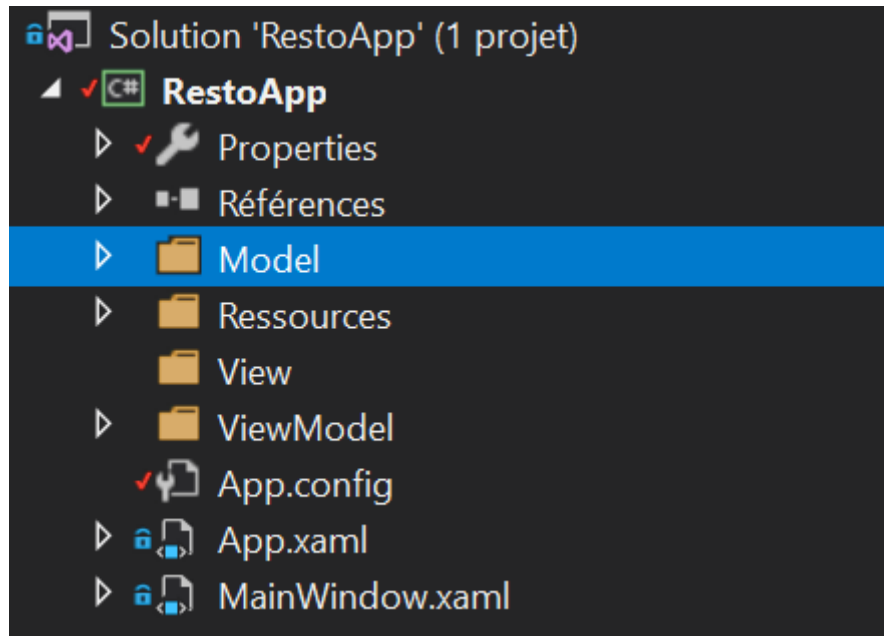 Solution 'RestoApp' (1 projet)
C# RestoApp
Properties
Références
Model
Ressources
View
ViewModel
App.config
App.xaml
MainWindow.xaml